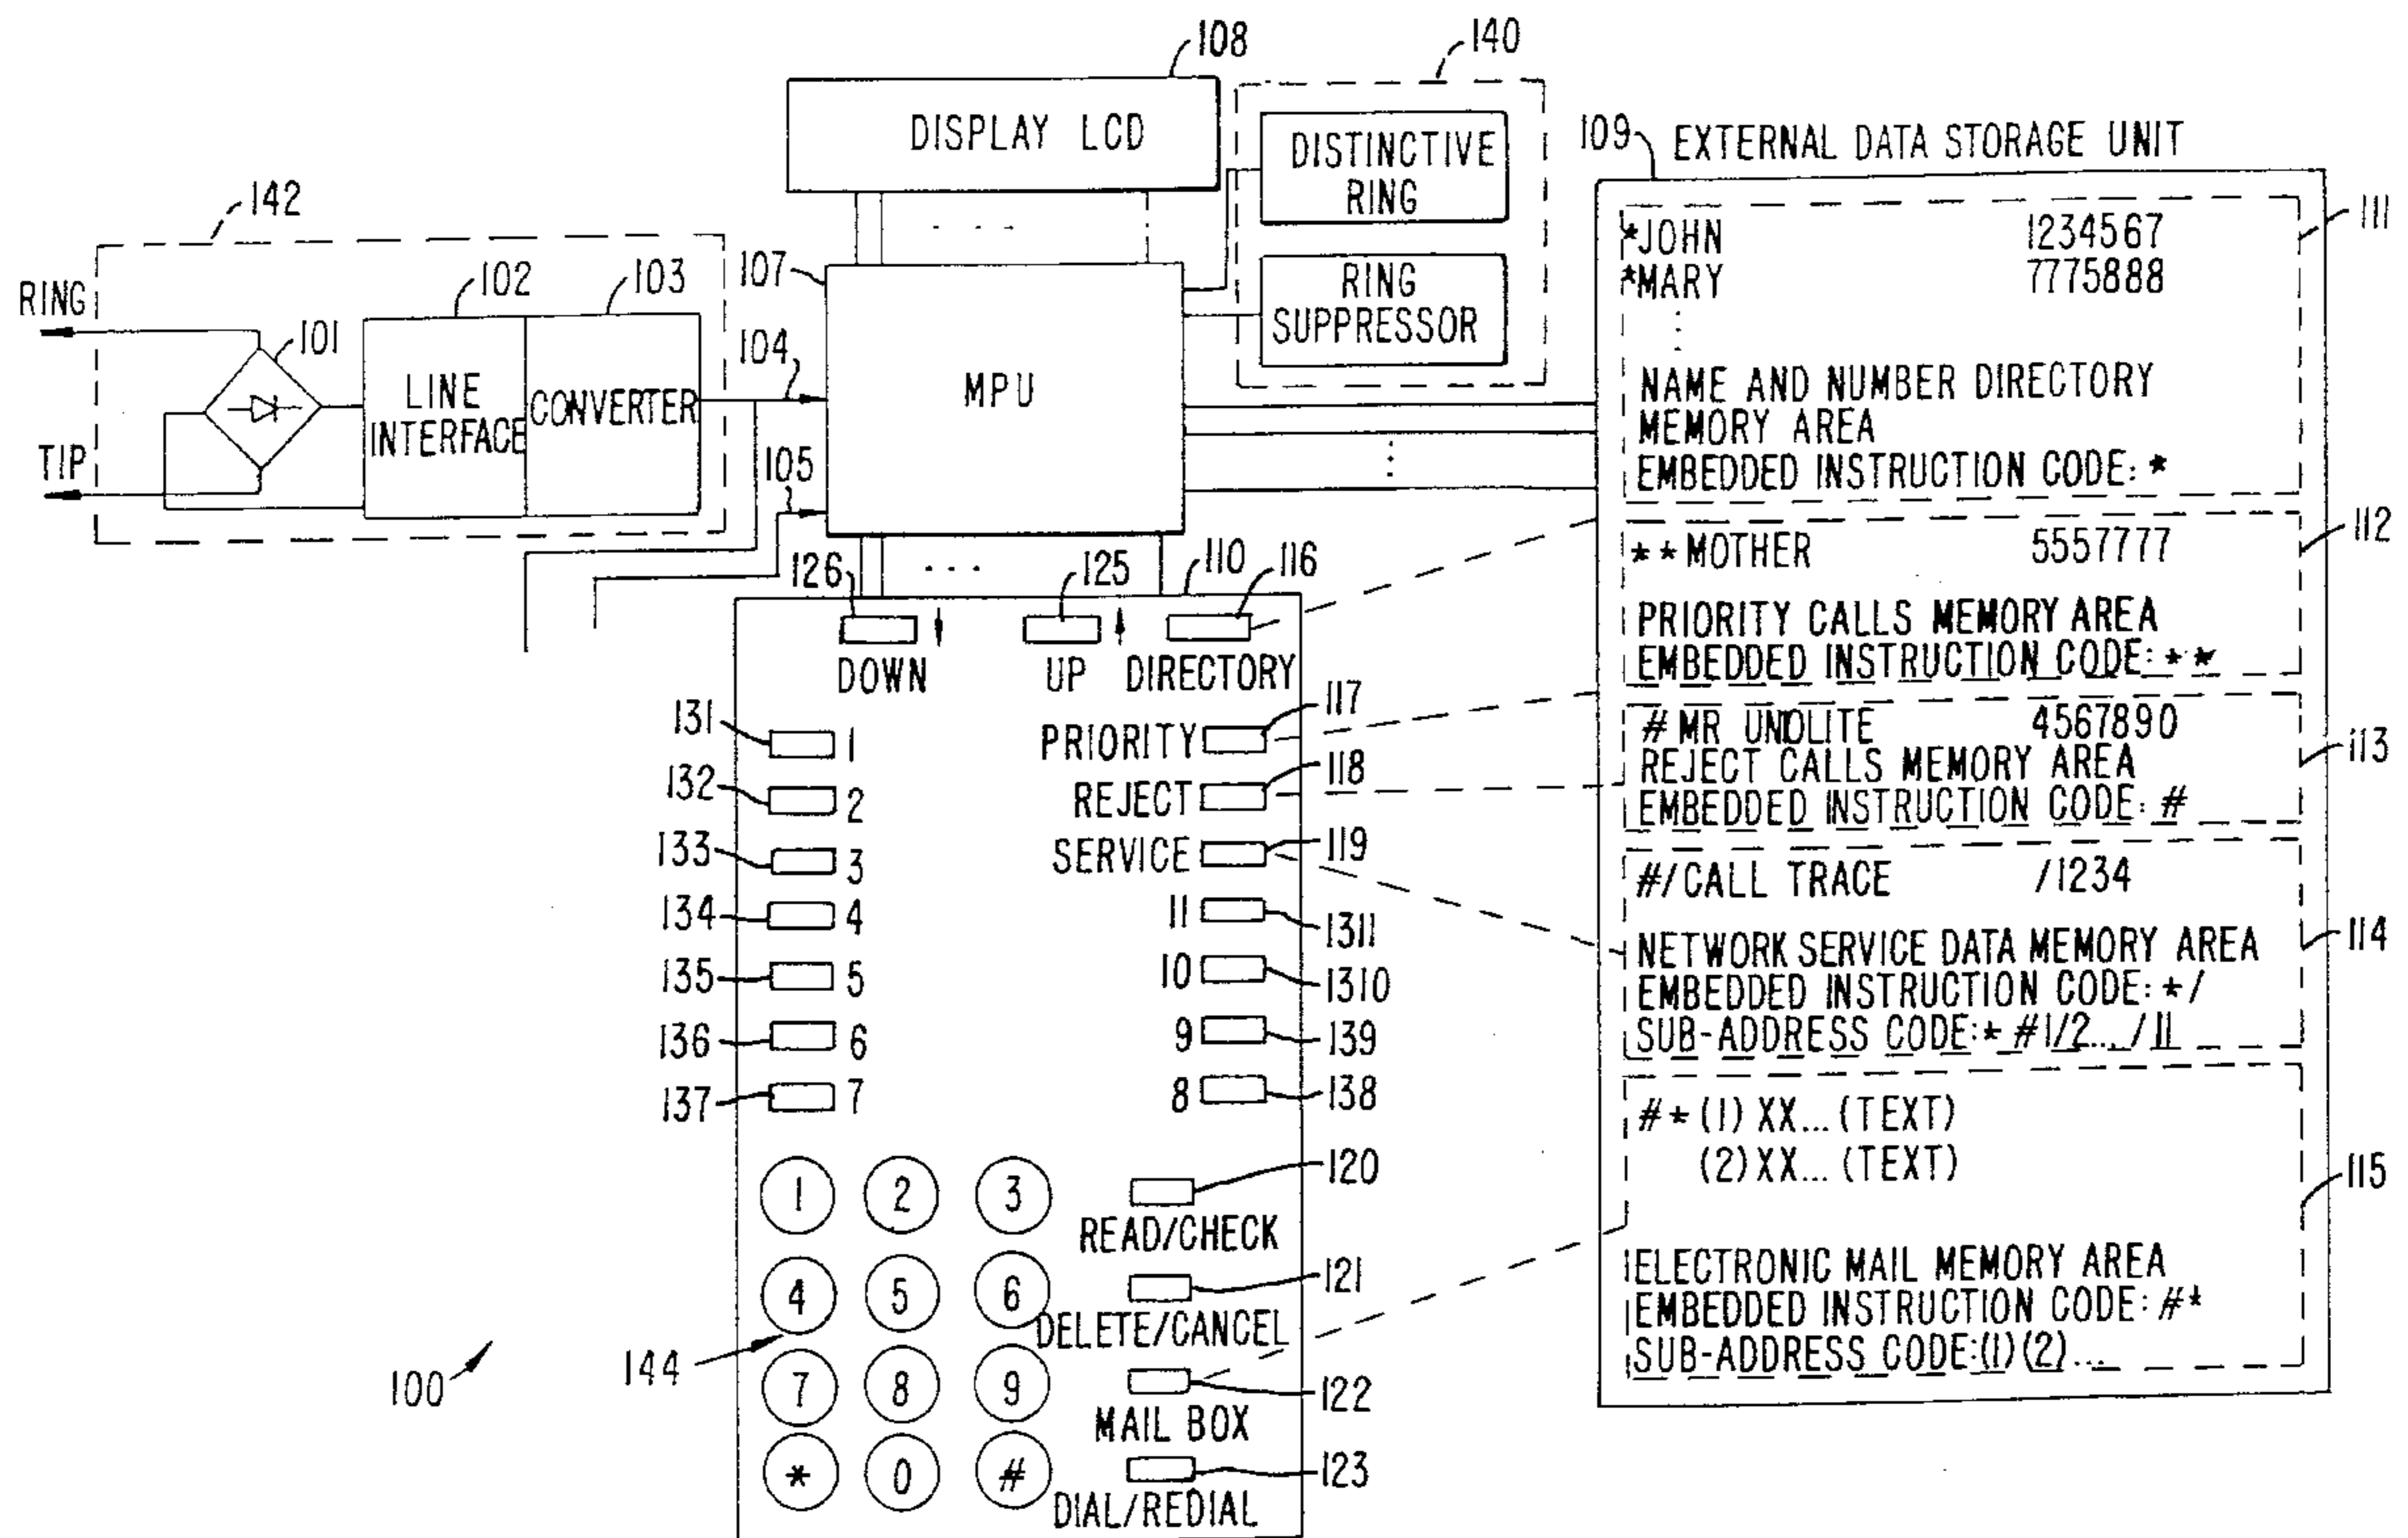 108
140
DISPLAY LCD
DISTINCTIVE
RING
RING
SUPPRESSOR
142
RING
TIP
101
102
103
LINE
INTERFACE
CONVERTER
104
105
107
MPU
109
EXTERNAL DATA STORAGE UNIT
*JOHN 1234567
*MARY 7775888
NAME AND NUMBER DIRECTORY
MEMORY AREA
EMBEDDED INSTRUCTION CODE: *
111
**MOTHER 5557777
PRIORITY CALLS MEMORY AREA
EMBEDDED INSTRUCTION CODE: **
112
# MR UNOLITE 4567890
REJECT CALLS MEMORY AREA
EMBEDDED INSTRUCTION CODE: #
113
#/CALL TRACE /1234
NETWORK SERVICE DATA MEMORY AREA
EMBEDDED INSTRUCTION CODE: */
SUB-ADDRESS CODE:* #1/2.../11
114
#*(1) XX...(TEXT)
(2) XX...(TEXT)
ELECTRONIC MAIL MEMORY AREA
EMBEDDED INSTRUCTION CODE: #*
SUB-ADDRESS CODE:(1)(2)...
115
126
125
110
116
DOWN
UP
DIRECTORY
131
1
PRIORITY
117
132
2
REJECT
118
133
3
SERVICE
119
134
4
11
1311
135
5
10
1310
136
6
9
139
137
7
8
138
1 2 3
120
READ/CHECK
4 5 6
121
DELETE/CANCEL
144
7 8 9
122
MAIL BOX
* 0 #
123
DIAL/REDIAL
100